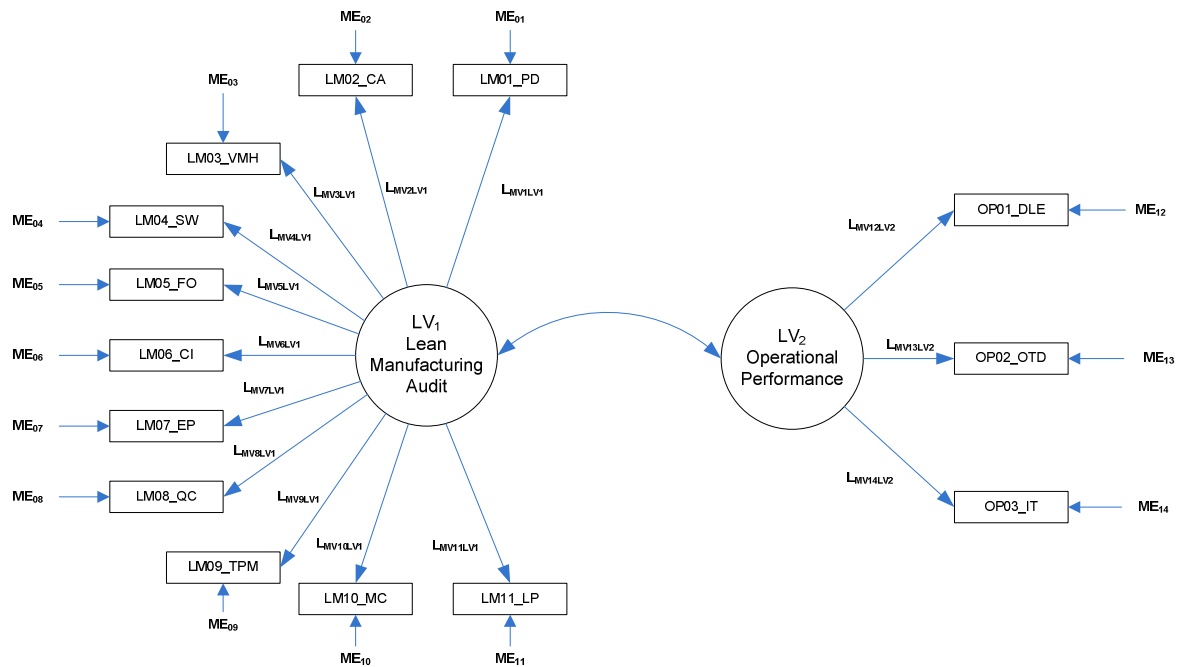 ME02
ME01
LM02_CA
LM01_PD
ME03
LM03_VMH
LMV3LV1
LMV2LV1
LMV1LV1
ME04
LM04_SW
LMV4LV1
OP01_DLE
ME12
LMV12LV2
ME05
LM05_FO
LMV5LV1
ME06
LM06_CI
LMV6LV1
LV1
Lean
Manufacturing
Audit
LV2
Operational
Performance
LMV13LV2
OP02_OTD
ME13
LMV7LV1
ME07
LM07_EP
LMV8LV1
ME08
LM08_QC
LMV9LV1
LMV14LV2
OP03_IT
ME14
LMV10LV1
LMV11LV1
LM09_TPM
LM10_MC
LM11_LP
ME09
ME10
ME11